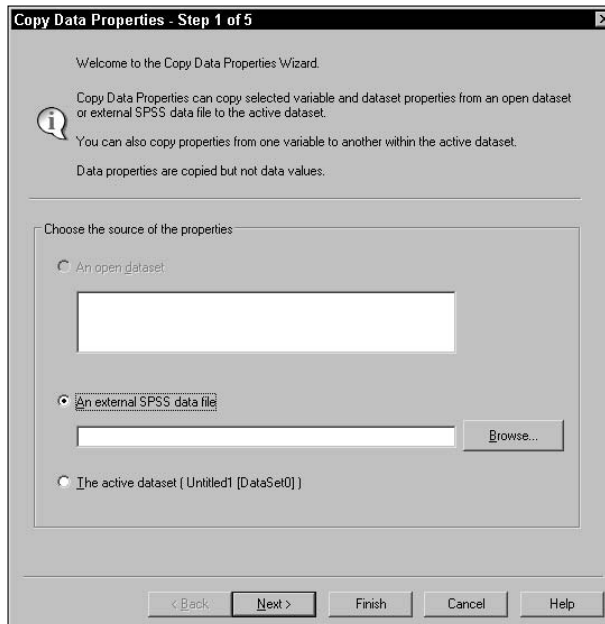 Copy Data Properties - Step 1 of 5
Welcome to the Copy Data Properties Wizard.
Copy Data Properties can copy selected variable and dataset properties from an open dataset
or external SPSS data file to the active dataset.
You can also copy properties from one variable to another within the active dataset.
Data properties are copied but not data values.
Choose the source of the properties
An open dataset
An external SPSS data file
Browse...
The active dataset ( Untitled1 [DataSet0] )
< Back Next > Finish Cancel Help